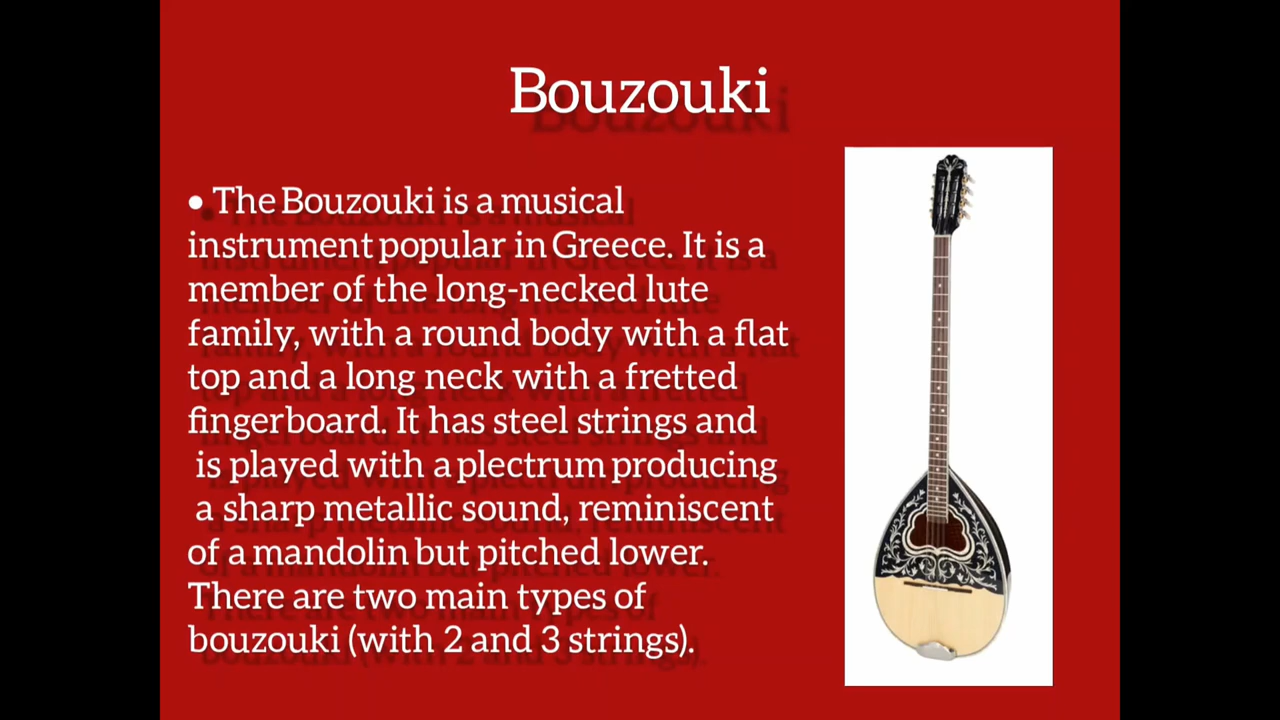 Bouzouki
• The Bouzouki is a musical
instrument popular in Greece. It is a
member of the long-necked lute
family, with a round body with a flat
top and a long neck with a fretted
fingerboard. It has steel strings and
is played with a plectrum producing
a sharp metallic sound, reminiscent
of a mandolin but pitched lower.
There are two main types of
bouzouki (with 2 and 3 strings).